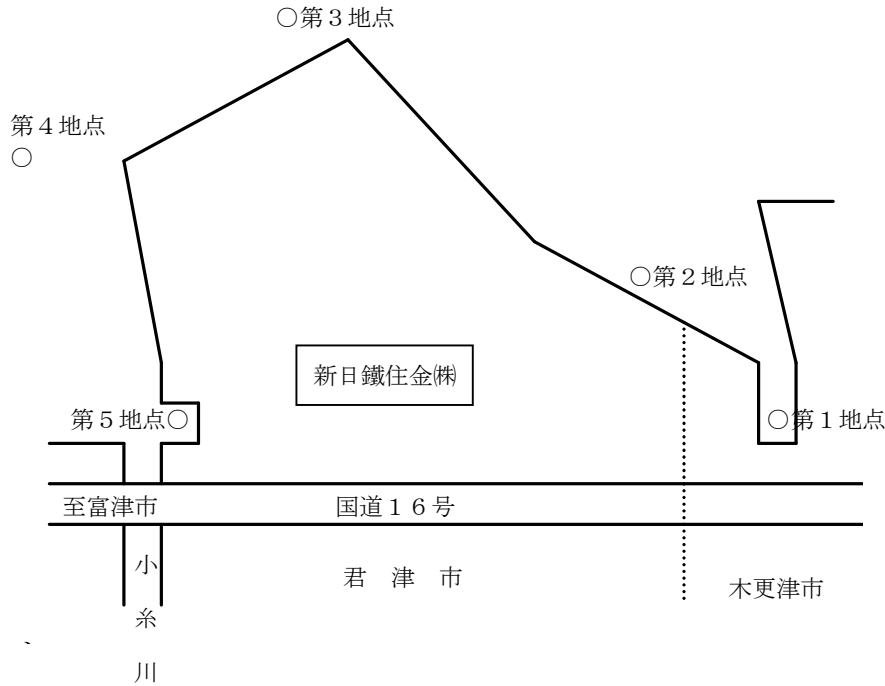 ○第３地点
第４地点
○
○第２地点
新日鐵住金㈱
第５地点○
○第１地点
至富津市
国道１６号
小
糸
川
君　津　市
木更津市